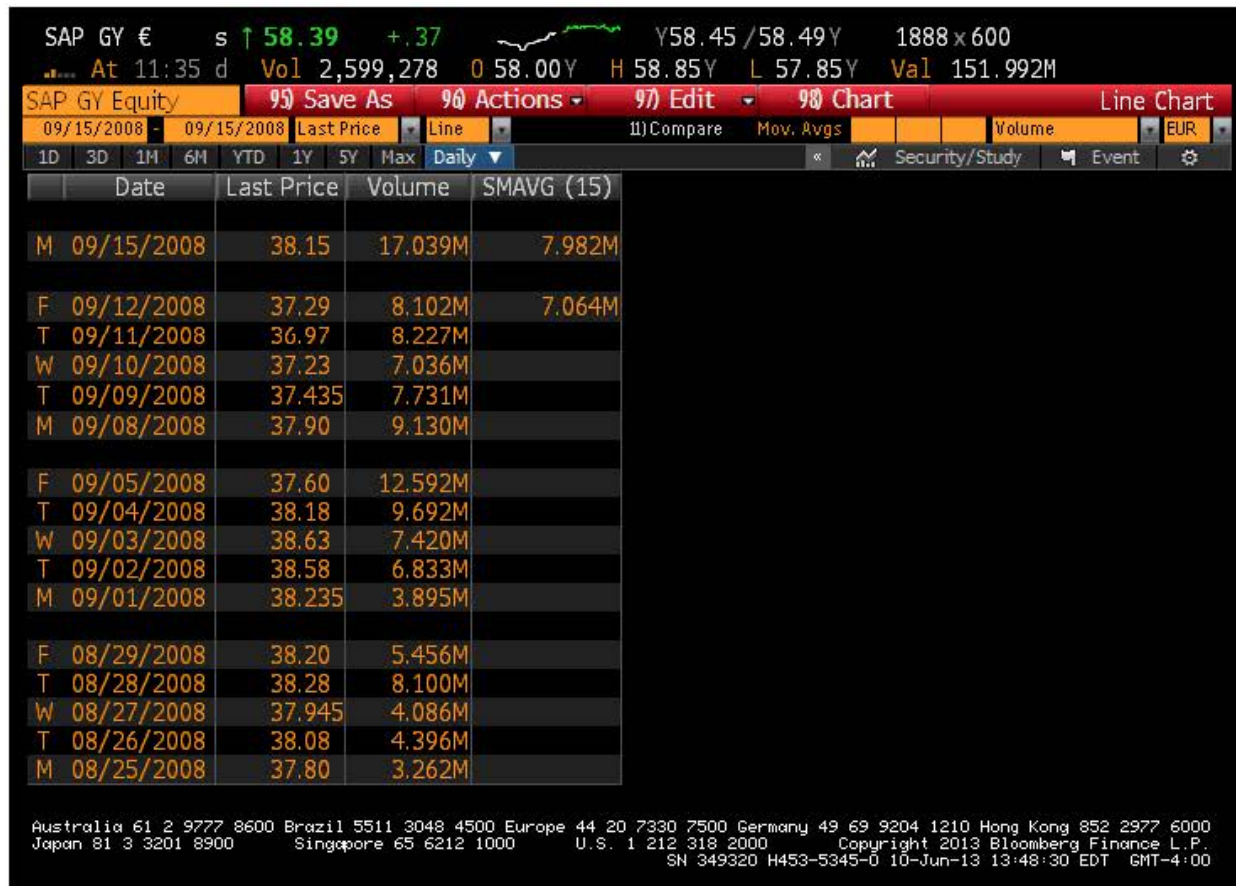 SAP GY € s ↑ 58.39 +.37 Y58.45 /58.49Y 1888 x 600
At 11:35 d Vol 2,599,278 O 58.00Y H 58.85Y L 57.85Y Val 151.992M
SAP GY Equity 95) Save As 96) Actions 97) Edit 98) Chart Line Chart
09/15/2008 - 09/15/2008 Last Price Line 11) Compare Mov. Avgs Volume EUR
1D 3D 1M 6M YTD 1Y 5Y Max Daily ▼ « Security/Study Event
Date Last Price Volume SMAVG (15)
M 09/15/2008 38.15 17.039M 7.982M
F 09/12/2008 37.29 8.102M 7.064M
T 09/11/2008 36.97 8.227M
W 09/10/2008 37.23 7.036M
T 09/09/2008 37.435 7.731M
M 09/08/2008 37.90 9.130M
F 09/05/2008 37.60 12.592M
T 09/04/2008 38.18 9.692M
W 09/03/2008 38.63 7.420M
T 09/02/2008 38.58 6.833M
M 09/01/2008 38.235 3.895M
F 08/29/2008 38.20 5.456M
T 08/28/2008 38.28 8.100M
W 08/27/2008 37.945 4.086M
T 08/26/2008 38.08 4.396M
M 08/25/2008 37.80 3.262M
Australia 61 2 9777 8600 Brazil 5511 3048 4500 Europe 44 20 7330 7500 Germany 49 69 9204 1210 Hong Kong 852 2977 6000
Japan 81 3 3201 8900 Singapore 65 6212 1000 U.S. 1 212 318 2000 Copyright 2013 Bloomberg Finance L.P.
SN 349320 H453-5345-0 10-Jun-13 13:48:30 EDT GMT-4:00